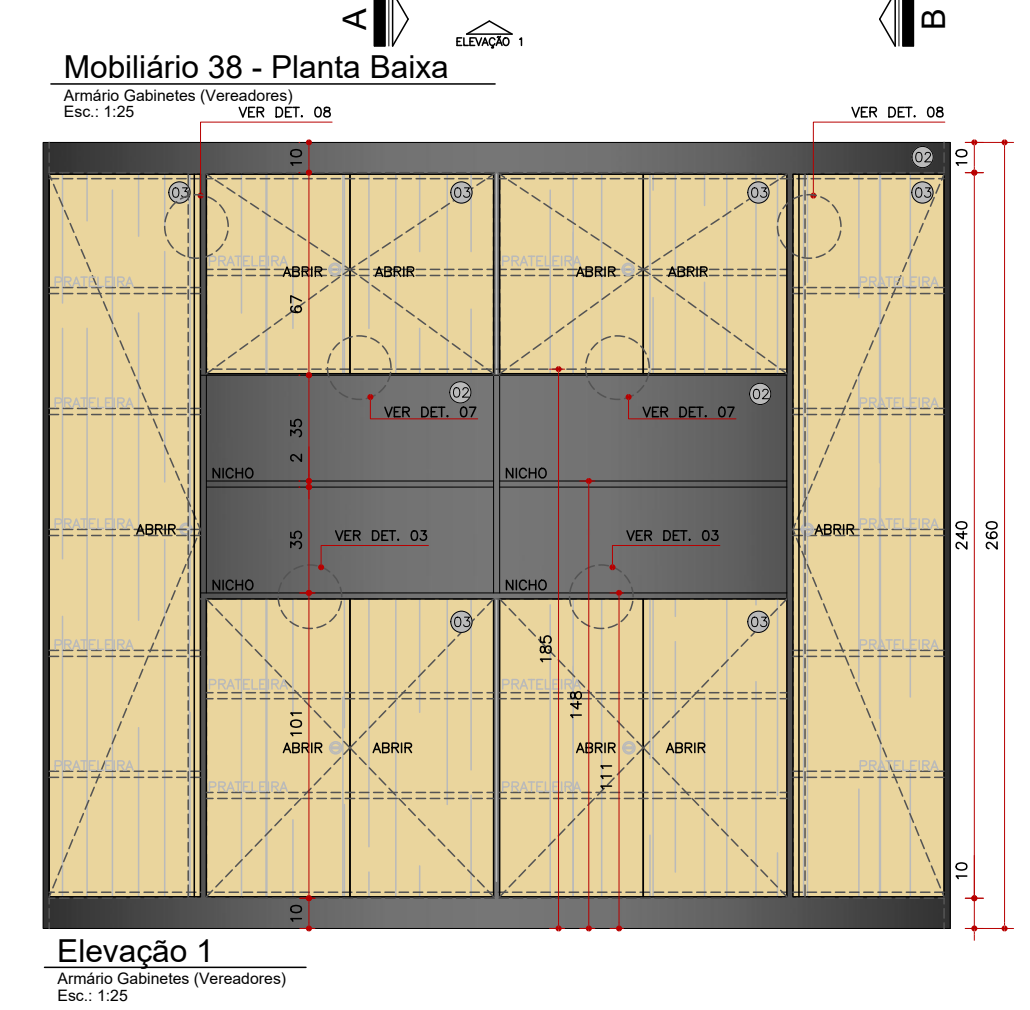 A
ELEVAÇÃO 1
B
Mobiliário 38 - Planta Baixa
Armário Gabinetes (Vereadores)
Esc.: 1:25
VER DET. 08
VER DET. 08
10
02
10
03
03
03
03
PRATELEIRA
PRATELEIRA
ABRIR
ABRIR
ABRIR
ABRIR
PRATELEIRA
PRATELEIRA
67
02
02
PRATELEIRA
PRATELEIRA
VER DET. 07
VER DET. 07
35
2
NICHO
NICHO
PRATELEIRA
PRATELEIRA
ABRIR
ABRIR
35
VER DET. 03
VER DET. 03
240
260
NICHO
NICHO
03
03
PRATELEIRA
PRATELEIRA
185
PRATELEIRA
PRATELEIRA
148
101
ABRIR
ABRIR
ABRIR
ABRIR
PRATELEIRA
PRATELEIRA
111
PRATELEIRA
PRATELEIRA
10
10
Elevação 1
Armário Gabinetes (Vereadores)
Esc.: 1:25